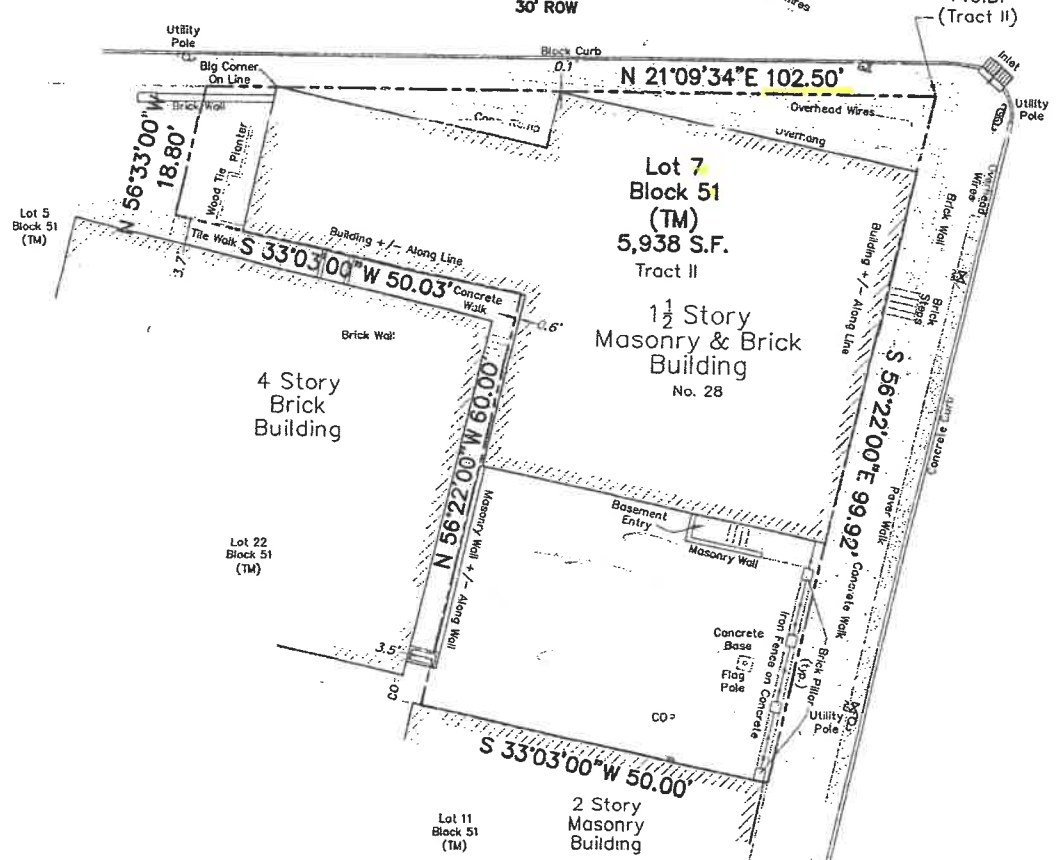 30' ROW
(Tract II)
Utility
Pole
Block Curb
Inlet
Big Corner
On Line
0.1'
N 21°09'34"E 102.50'
Utility
Pole
Brick Wall
Overhead Wires
Overhang
N 56°33'00"W
18.80'
Wood Tie Planter
Lot 7
Block 51
(TM)
5,938 S.F.
Tract II
Overhead
Wires
Brick Wall
Lot 5
Block 51
(TM)
Tile Walk
3.7'
Building +/- Along Line
S 33°03'00"W 50.03'
Concrete
Walk
0.6'
Building +/- Along Line
Brick
Steps
1½ Story
Masonry & Brick
Building
No. 28
Brick Wall
4 Story
Brick
Building
N 56°22'00"W 60.00'
S 56°22'00"E 99.92'
Concrete Curb
Paver Walk
Masonry Wall +/- Along Wall
Basement
Entry
Masonry Wall
Lot 22
Block 51
(TM)
Concrete Walk
Concrete
Base
Flag
Pole
Iron Fence on Concrete
Brick Pillar
(typ.)
3.5'
CO
CO
Utility
Pole
S 33°03'00"W 50.00'
2 Story
Masonry
Building
Lot 11
Block 51
(TM)